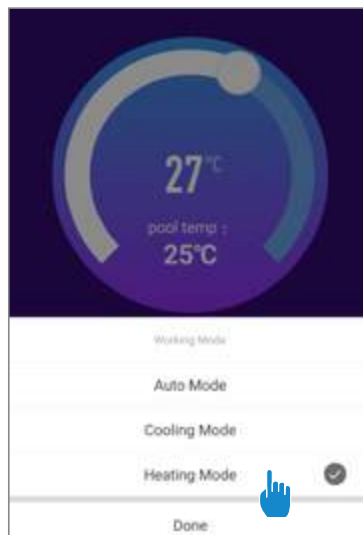 27°C
pool temp :
25°C
Working Mode
Auto Mode
Cooling Mode
Heating Mode
Done